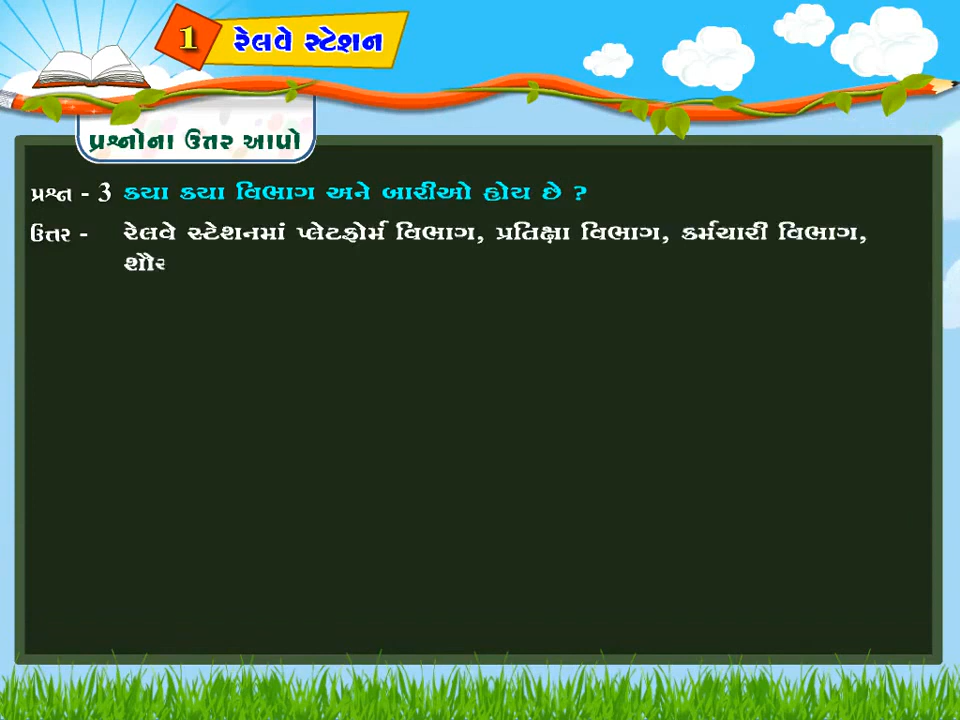 1 રેલવે સ્ટેશન
પ્રશ્નોના ઉત્તર આપો
પ્રશ્ન - 3 કયા કયા વિભાગ અને બારીઓ હોય છે ?
ઉત્તર - રેલવે સ્ટેશનમાં પ્લેટફોર્મ વિભાગ, પ્રતિક્ષા વિભાગ, કર્મચારી વિભાગ,